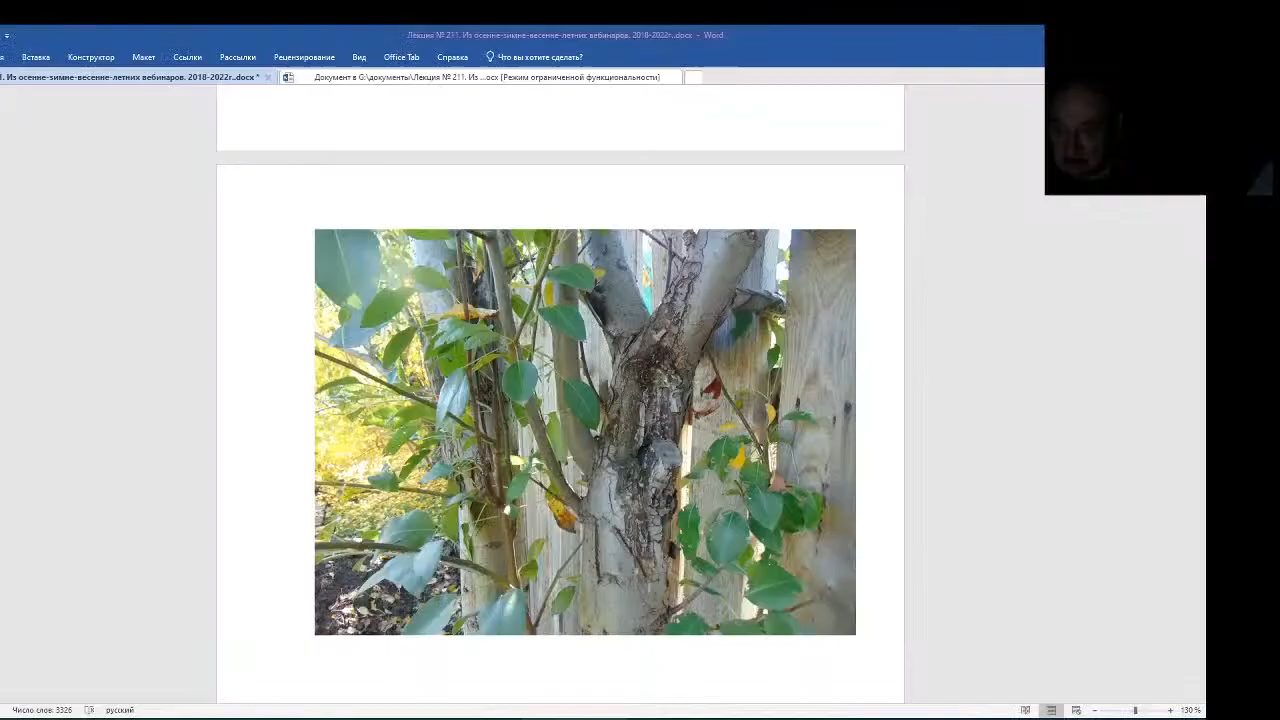 Лекция № 211. Из осенне-зимне-весенне-летних вебинаров. 2018-2022г..docx - Word
Вставка Конструктор Макет Ссылки Рассылки Рецензирование Вид Office Tab Справка Что вы хотите сделать?
. Из осенне-зимне-весенне-летних вебинаров. 2018-2022г..docx * Документ в G:\документы\Лекция № 211. Из ...ocx [Режим ограниченной функциональности]
Число слов: 3326 русский 130%